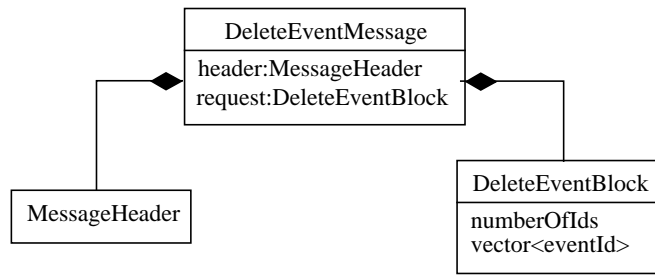 DeleteEventMessage
header:MessageHeader
request:DeleteEventBlock
MessageHeader
DeleteEventBlock
numberOfIds
vector<eventId>